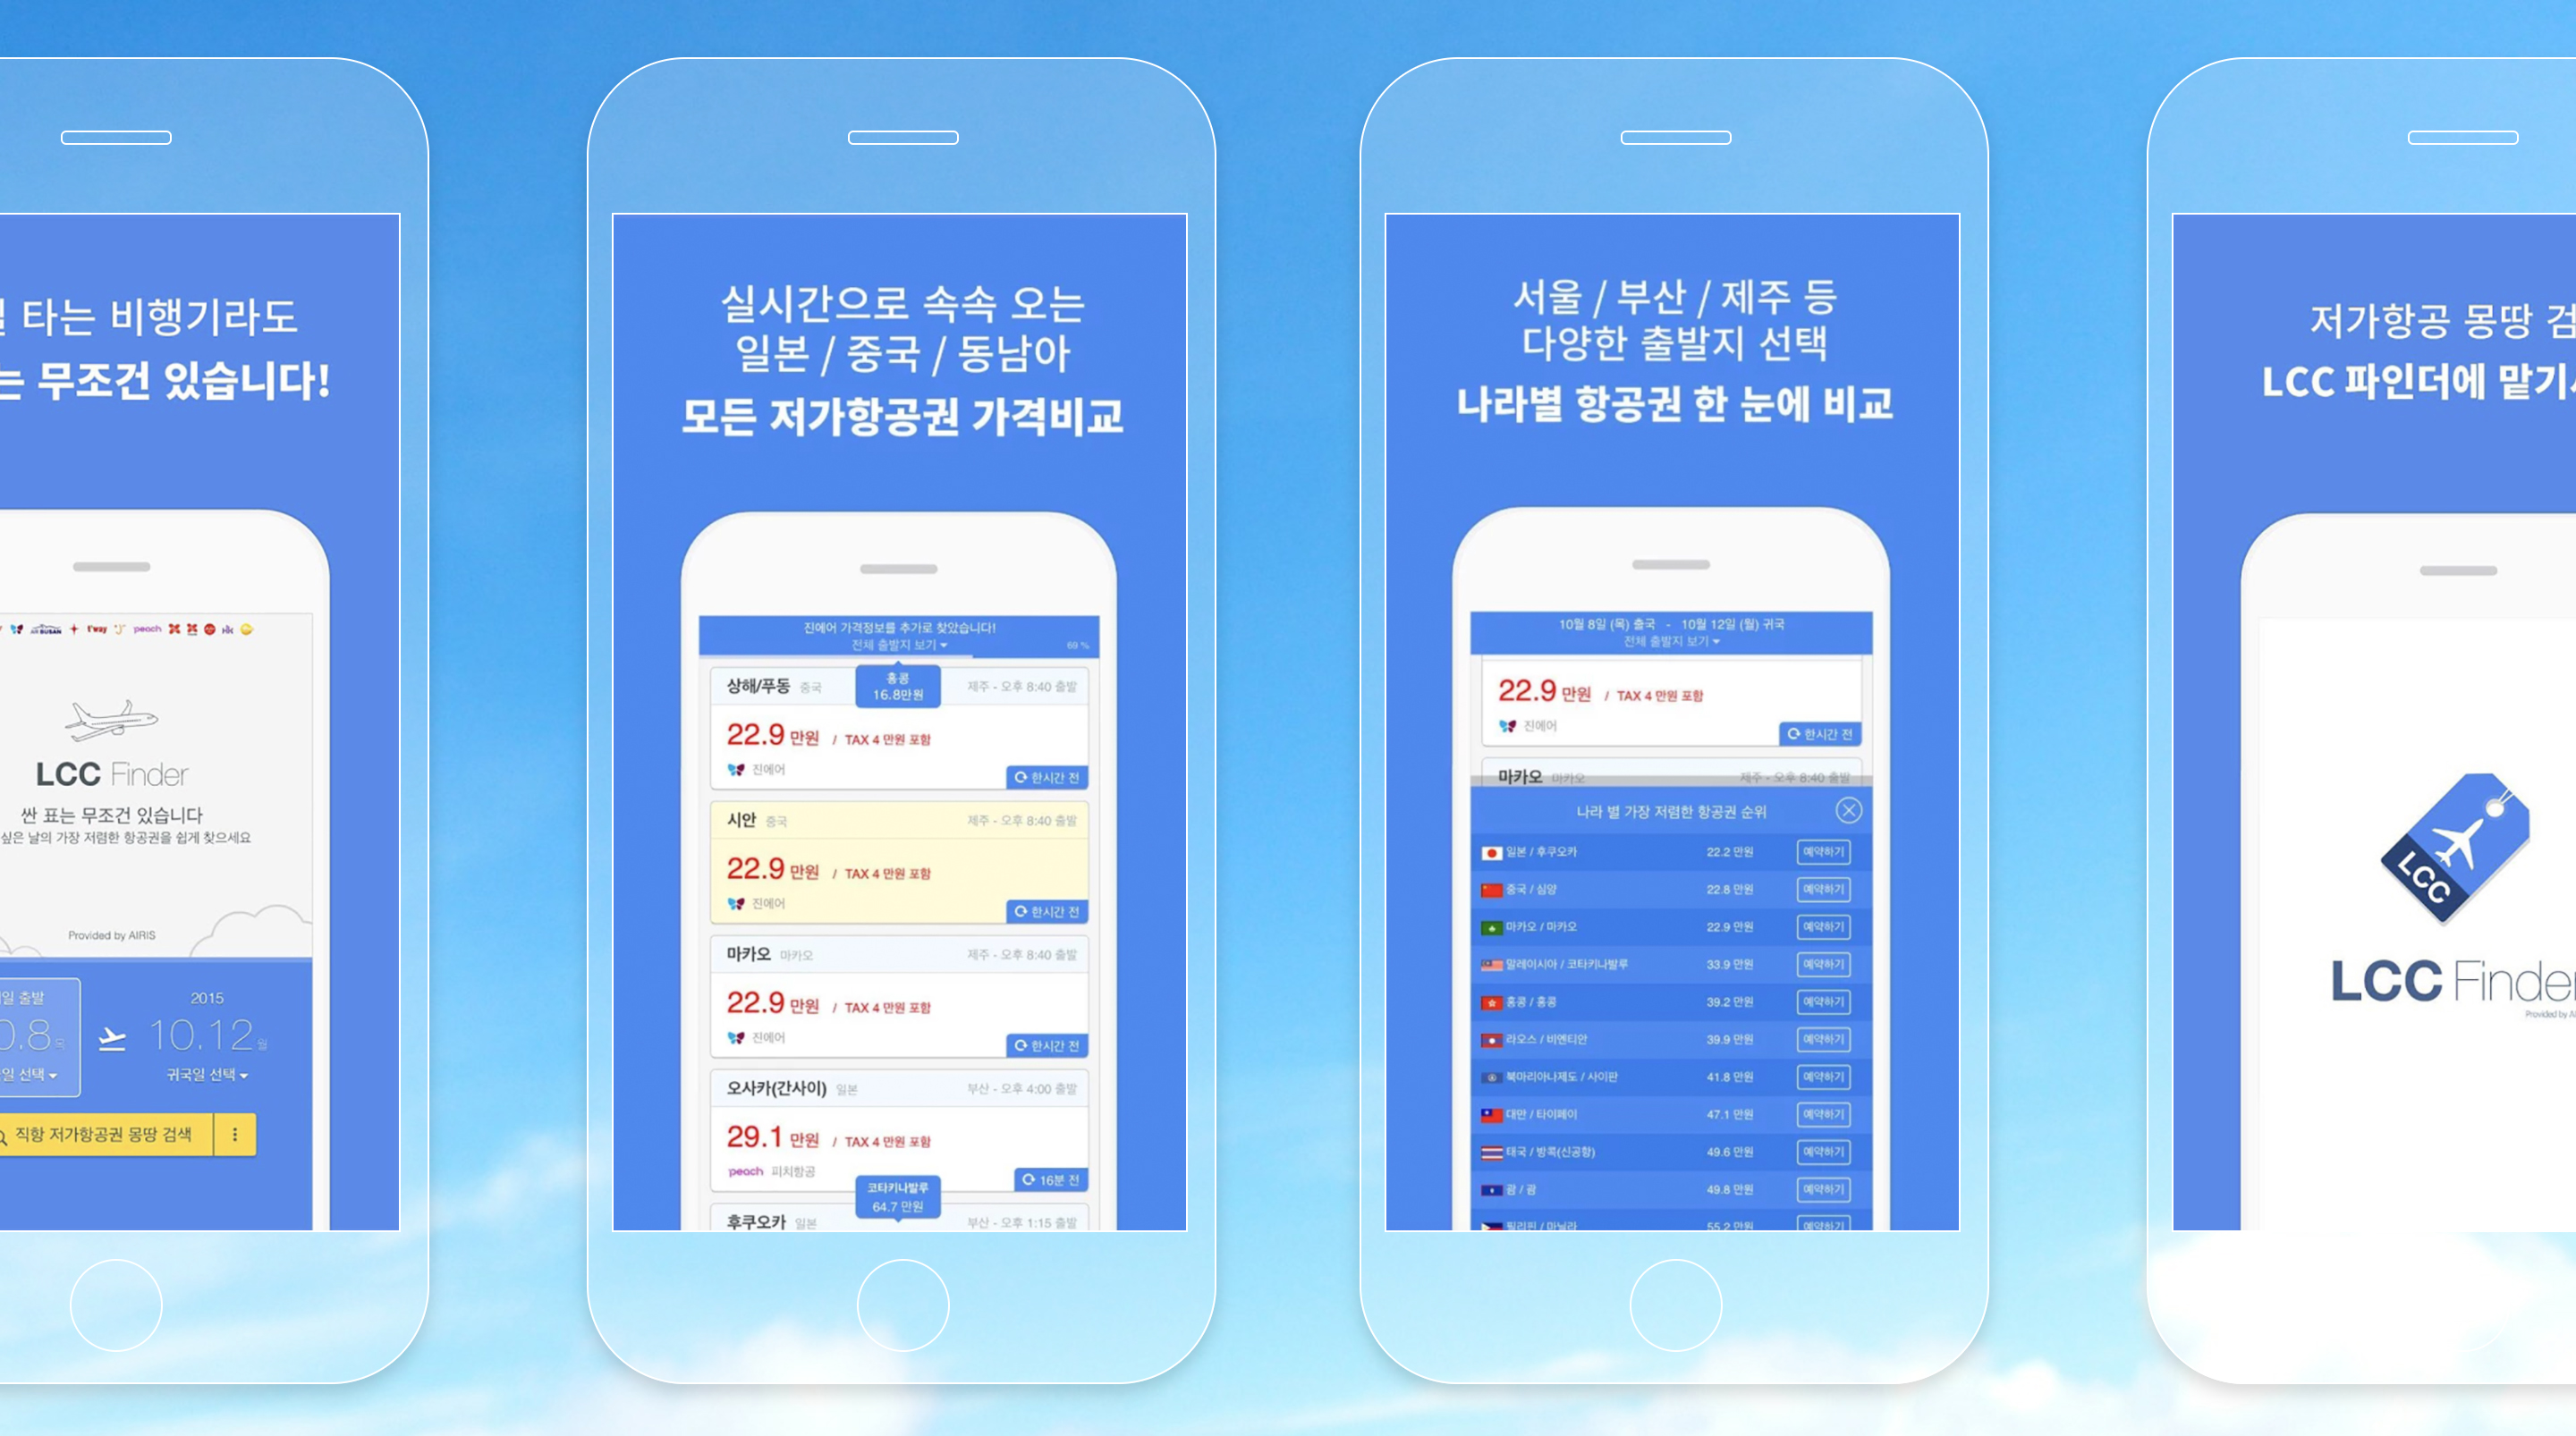 타는 비행기라도
는 무조건 있습니다!
BUSAN t'way peach
LCC Finder
싼 표는 무조건 있습니다
싶은 날의 가장 저렴한 항공권을 쉽게 찾으세요
Provided by AIRIS
일 출발
0.8 목
일 선택
2015
10.12 월
귀국일 선택
직항 저가항공권 몽땅 검색
실시간으로 속속 오는
일본 / 중국 / 동남아
모든 저가항공권 가격비교
진에어 가격정보를 추가로 찾았습니다!
전체 출발지 보기
69 %
홍콩
16.8만원
상해/푸동 중국
제주 - 오후 8:40 출발
22.9 만원 / TAX 4 만원 포함
진에어
한시간 전
시안 중국
제주 - 오후 8:40 출발
22.9 만원 / TAX 4 만원 포함
진에어
한시간 전
마카오 마카오
제주 - 오후 8:40 출발
22.9 만원 / TAX 4 만원 포함
진에어
한시간 전
오사카(간사이) 일본
부산 - 오후 4:00 출발
29.1 만원 / TAX 4 만원 포함
peach 피치항공
16분 전
코타키나발루
64.7 만원
후쿠오카 일본
부산 - 오후 1:15 출발
서울 / 부산 / 제주 등
다양한 출발지 선택
나라별 항공권 한 눈에 비교
10월 8일 (목) 출국 - 10월 12일 (월) 귀국
전체 출발지 보기
22.9 만원 / TAX 4 만원 포함
진에어
한시간 전
마카오 마카오
제주 - 오후 8:40 출발
나라 별 가장 저렴한 항공권 순위
일본 / 후쿠오카 22.2 만원 예약하기
중국 / 심양 22.8 만원 예약하기
마카오 / 마카오 22.9 만원 예약하기
말레이시아 / 코타키나발루 33.9 만원 예약하기
홍콩 / 홍콩 39.2 만원 예약하기
라오스 / 비엔티안 39.9 만원 예약하기
북마리아나제도 / 사이판 41.8 만원 예약하기
대만 / 타이페이 47.1 만원 예약하기
태국 / 방콕(신공항) 49.6 만원 예약하기
괌 / 괌 49.8 만원 예약하기
필리핀 / 마닐라 55.2 만원 예약하기
저가항공 몽땅 검
LCC 파인더에 맡기
LCC
LCC Finder
Provided by AI